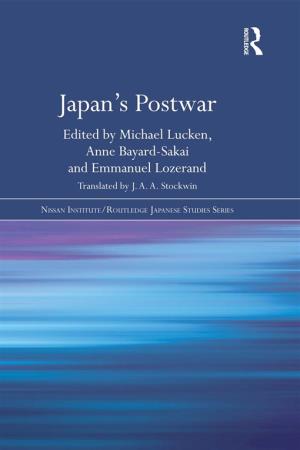 ROUTLEDGE
Japan's Postwar
Edited by Michael Lucken,
Anne Bayard-Sakai
and Emmanuel Lozerand
Translated by J. A. A. Stockwin
Nissan Institute/Routledge Japanese Studies Series